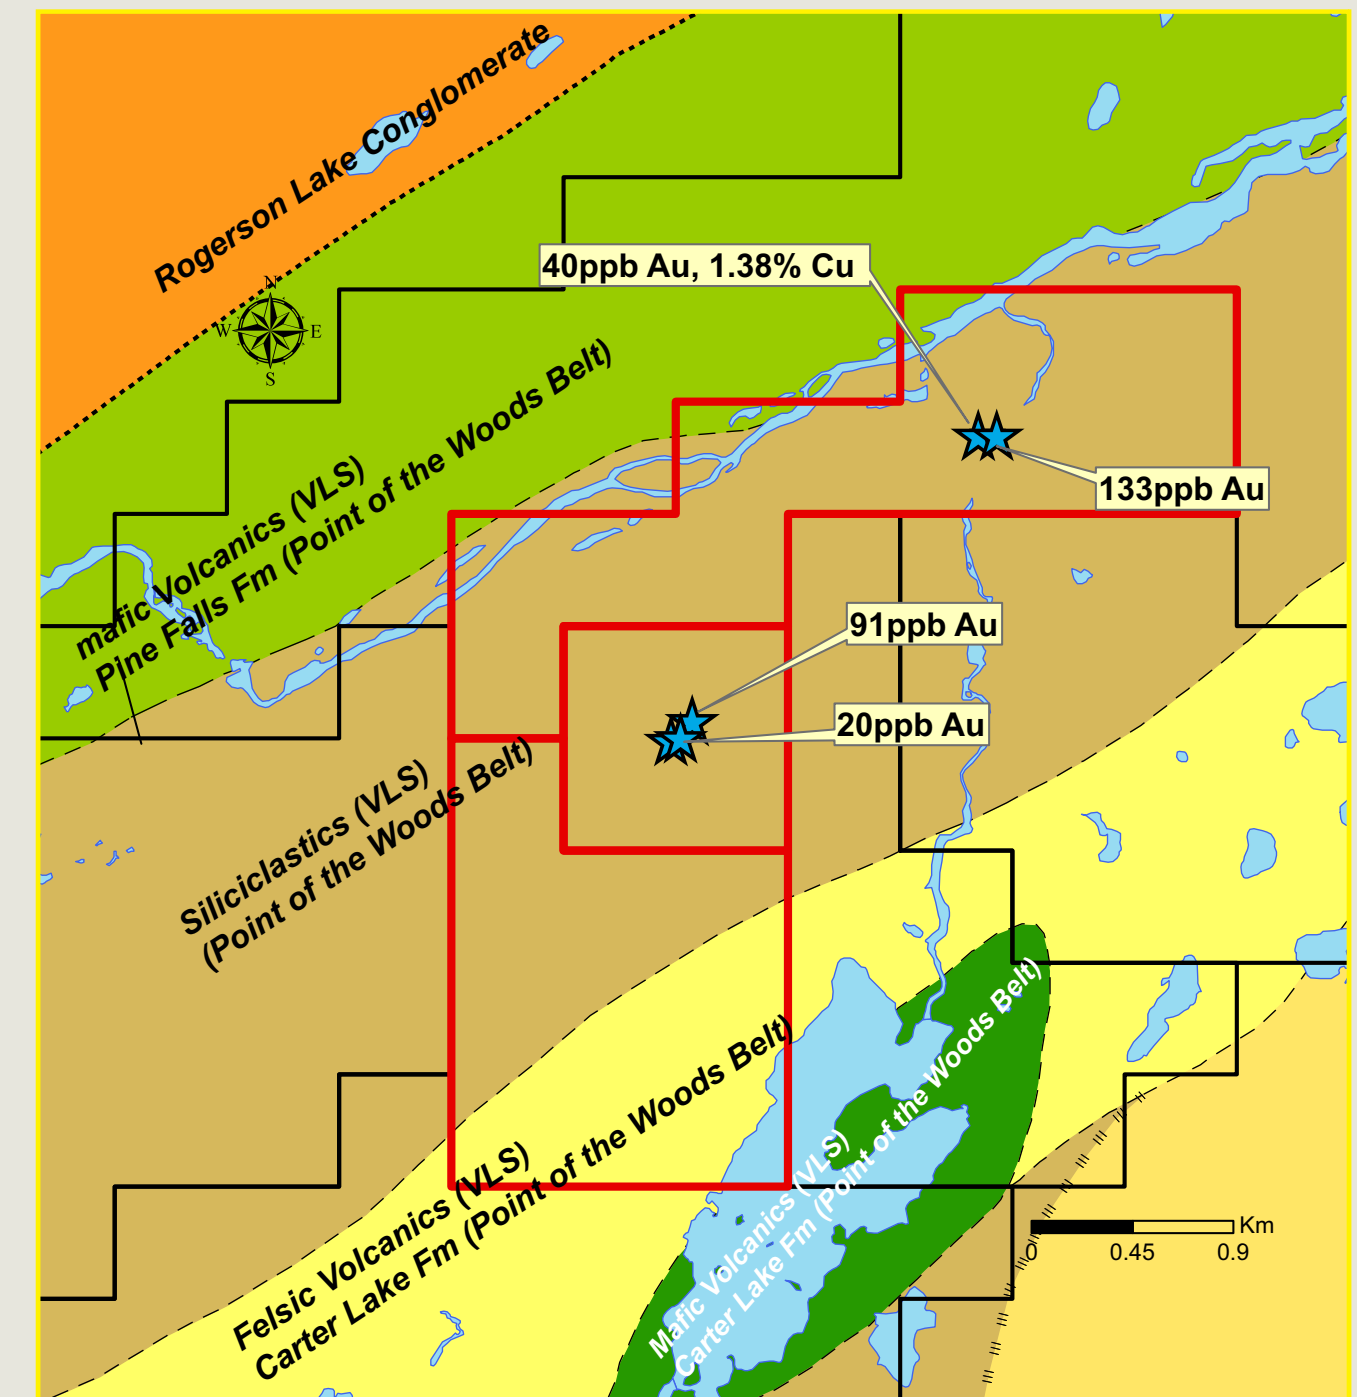 Rogerson Lake Conglomerate
N
W E
S
40ppb Au, 1.38% Cu
mafic Volcanics (VLS)
Pine Falls Fm (Point of the Woods Belt)
133ppb Au
91ppb Au
20ppb Au
Siliciclastics (VLS)
(Point of the Woods Belt)
Felsic Volcanics (VLS)
Carter Lake Fm (Point of the Woods Belt)
Mafic Volcanics (VLS)
Carter Lake Fm (Point of the Woods Belt)
Km
0 0.45 0.9